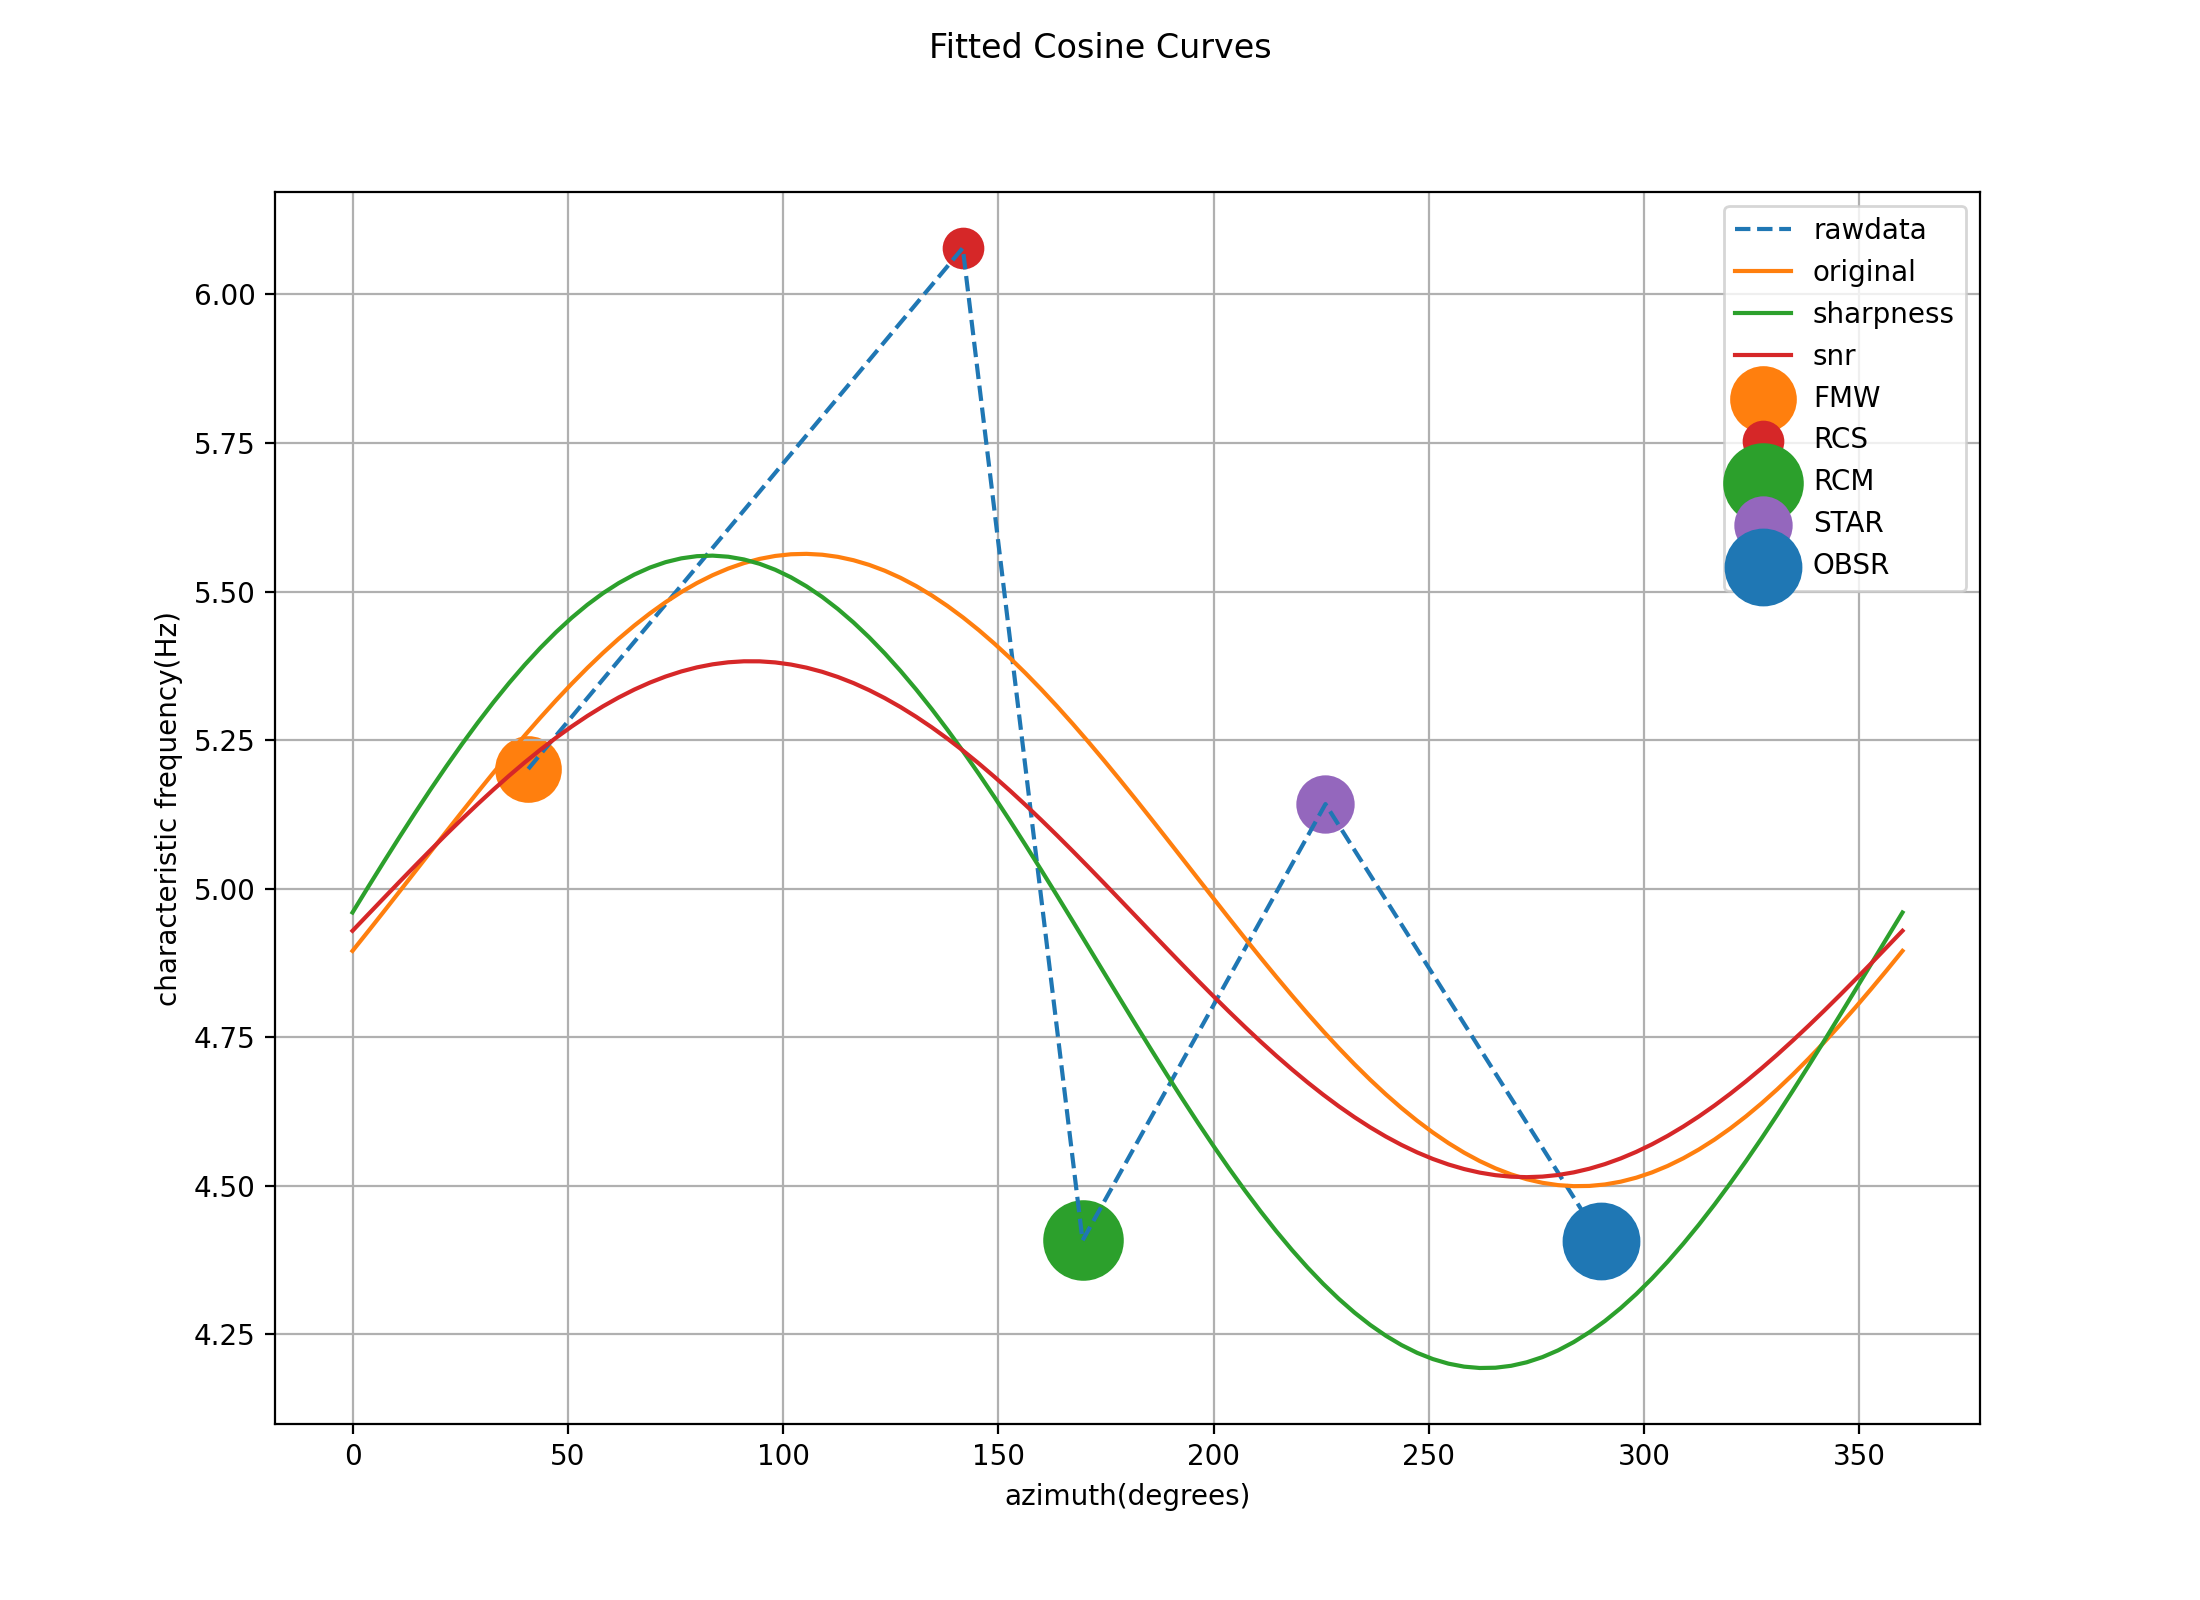 Fitted Cosine Curves
rawdata
original
sharpness
snr
FMW
RCS
RCM
STAR
OBSR
characteristic frequency(Hz)
6.00
5.75
5.50
5.25
5.00
4.75
4.50
4.25
0 50 100 150 200 250 300 350
azimuth(degrees)